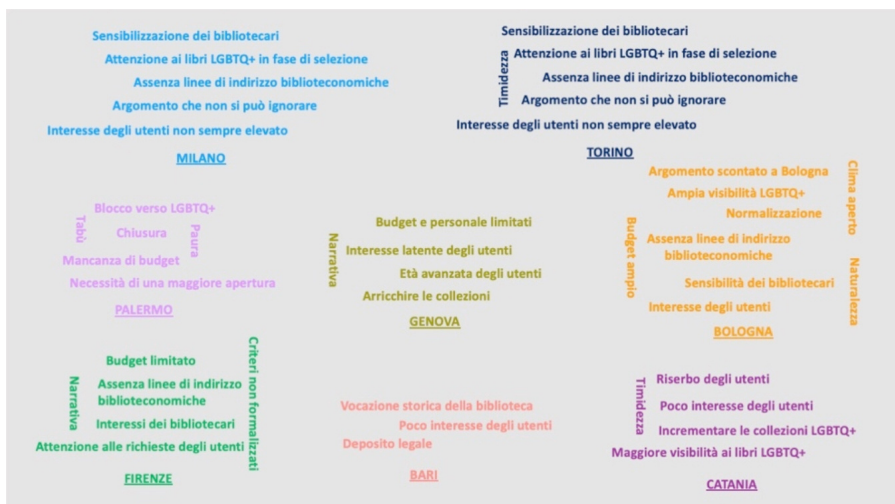 Sensibilizzazione dei bibliotecari
Attenzione ai libri LGBTQ+ in fase di selezione
Assenza linee di indirizzo biblioteconomiche
Argomento che non si può ignorare
Interesse degli utenti non sempre elevato
MILANO
Sensibilizzazione dei bibliotecari
Timidezza
Attenzione ai libri LGBTQ+ in fase di selezione
Assenza linee di indirizzo biblioteconomiche
Argomento che non si può ignorare
Interesse degli utenti non sempre elevato
TORINO
Blocco verso LGBTQ+
Tabù
Chiusura
Paura
Mancanza di budget
Necessità di una maggiore apertura
PALERMO
Budget e personale limitati
Narrativa
Interesse latente degli utenti
Età avanzata degli utenti
Arricchire le collezioni
GENOVA
Argomento scontato a Bologna
Clima aperto
Ampia visibilità LGBTQ+
Normalizzazione
Budget ampio
Assenza linee di indirizzo
biblioteconomiche
Naturalezza
Sensibilità dei bibliotecari
Interesse degli utenti
BOLOGNA
Budget limitato
Criteri non formalizzati
Narrativa
Assenza linee di indirizzo
biblioteconomiche
Interessi dei bibliotecari
Attenzione alle richieste degli utenti
FIRENZE
Vocazione storica della biblioteca
Poco interesse degli utenti
Deposito legale
BARI
Riserbo degli utenti
Timidezza
Poco interesse degli utenti
Incrementare le collezioni LGBTQ+
Maggiore visibilità ai libri LGBTQ+
CATANIA